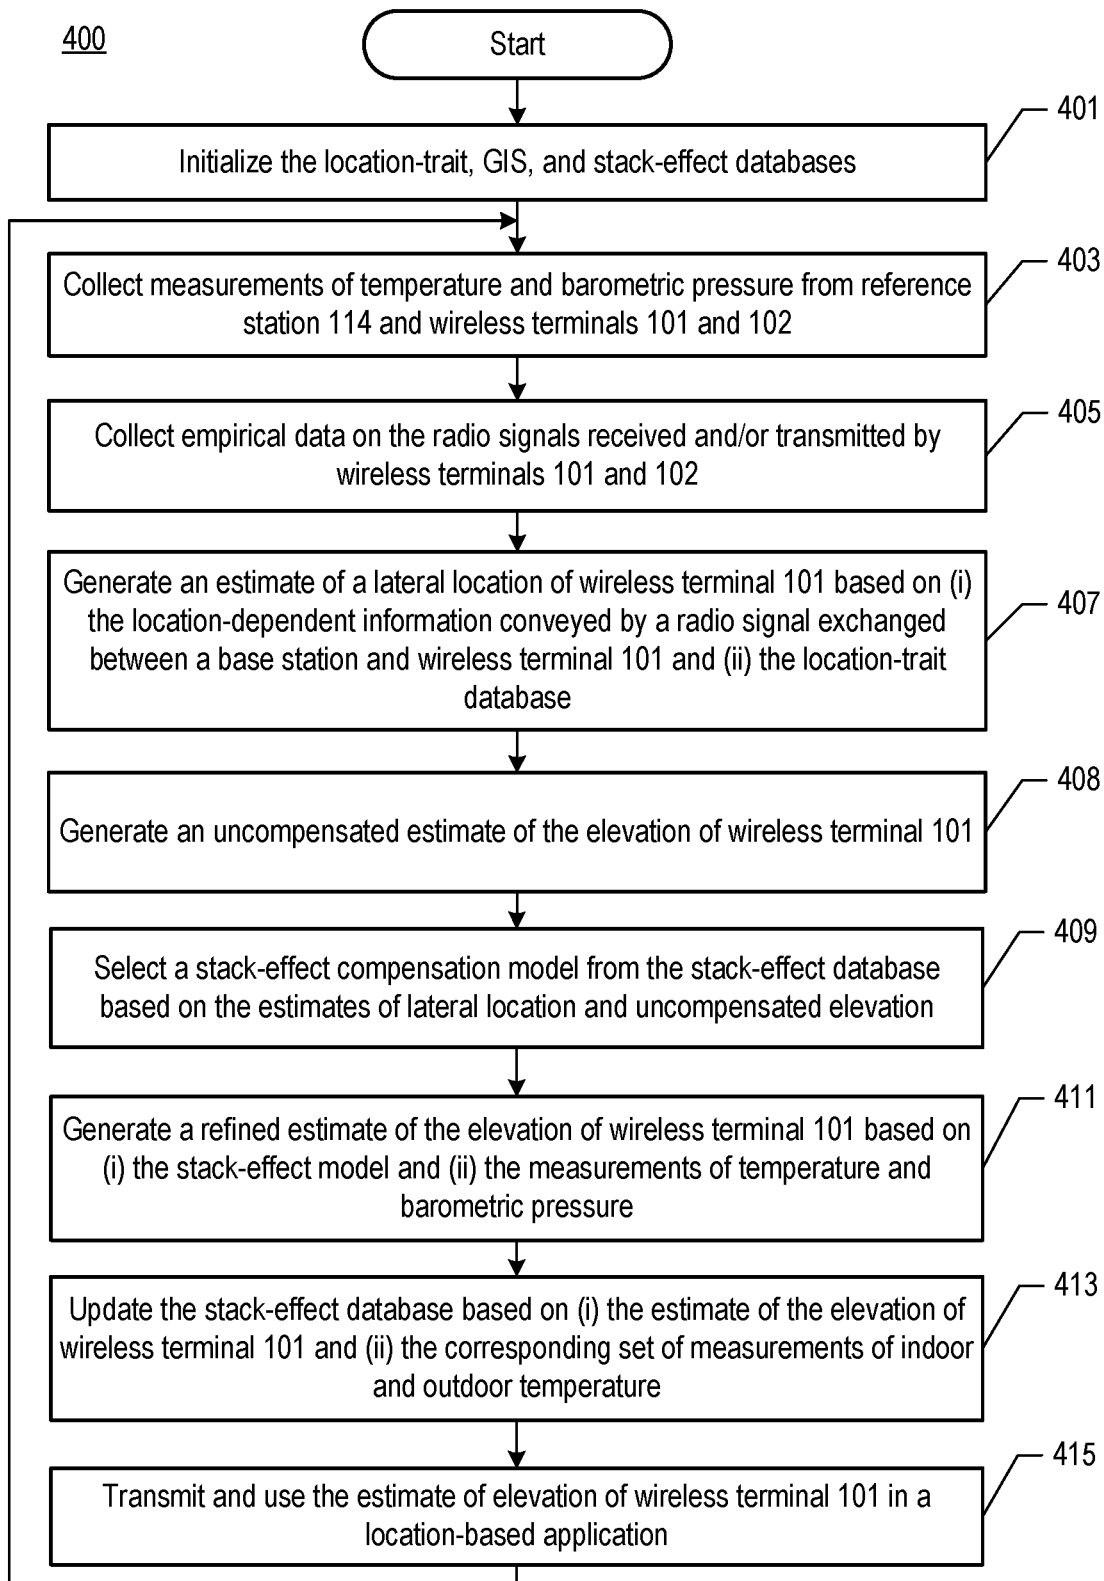 400
Start
401
Initialize the location-trait, GIS, and stack-effect databases
403
Collect measurements of temperature and barometric pressure from reference
station 114 and wireless terminals 101 and 102
405
Collect empirical data on the radio signals received and/or transmitted by
wireless terminals 101 and 102
407
Generate an estimate of a lateral location of wireless terminal 101 based on (i)
the location-dependent information conveyed by a radio signal exchanged
between a base station and wireless terminal 101 and (ii) the location-trait
database
408
Generate an uncompensated estimate of the elevation of wireless terminal 101
409
Select a stack-effect compensation model from the stack-effect database
based on the estimates of lateral location and uncompensated elevation
411
Generate a refined estimate of the elevation of wireless terminal 101 based on
(i) the stack-effect model and (ii) the measurements of temperature and
barometric pressure
413
Update the stack-effect database based on (i) the estimate of the elevation of
wireless terminal 101 and (ii) the corresponding set of measurements of indoor
and outdoor temperature
415
Transmit and use the estimate of elevation of wireless terminal 101 in a
location-based application